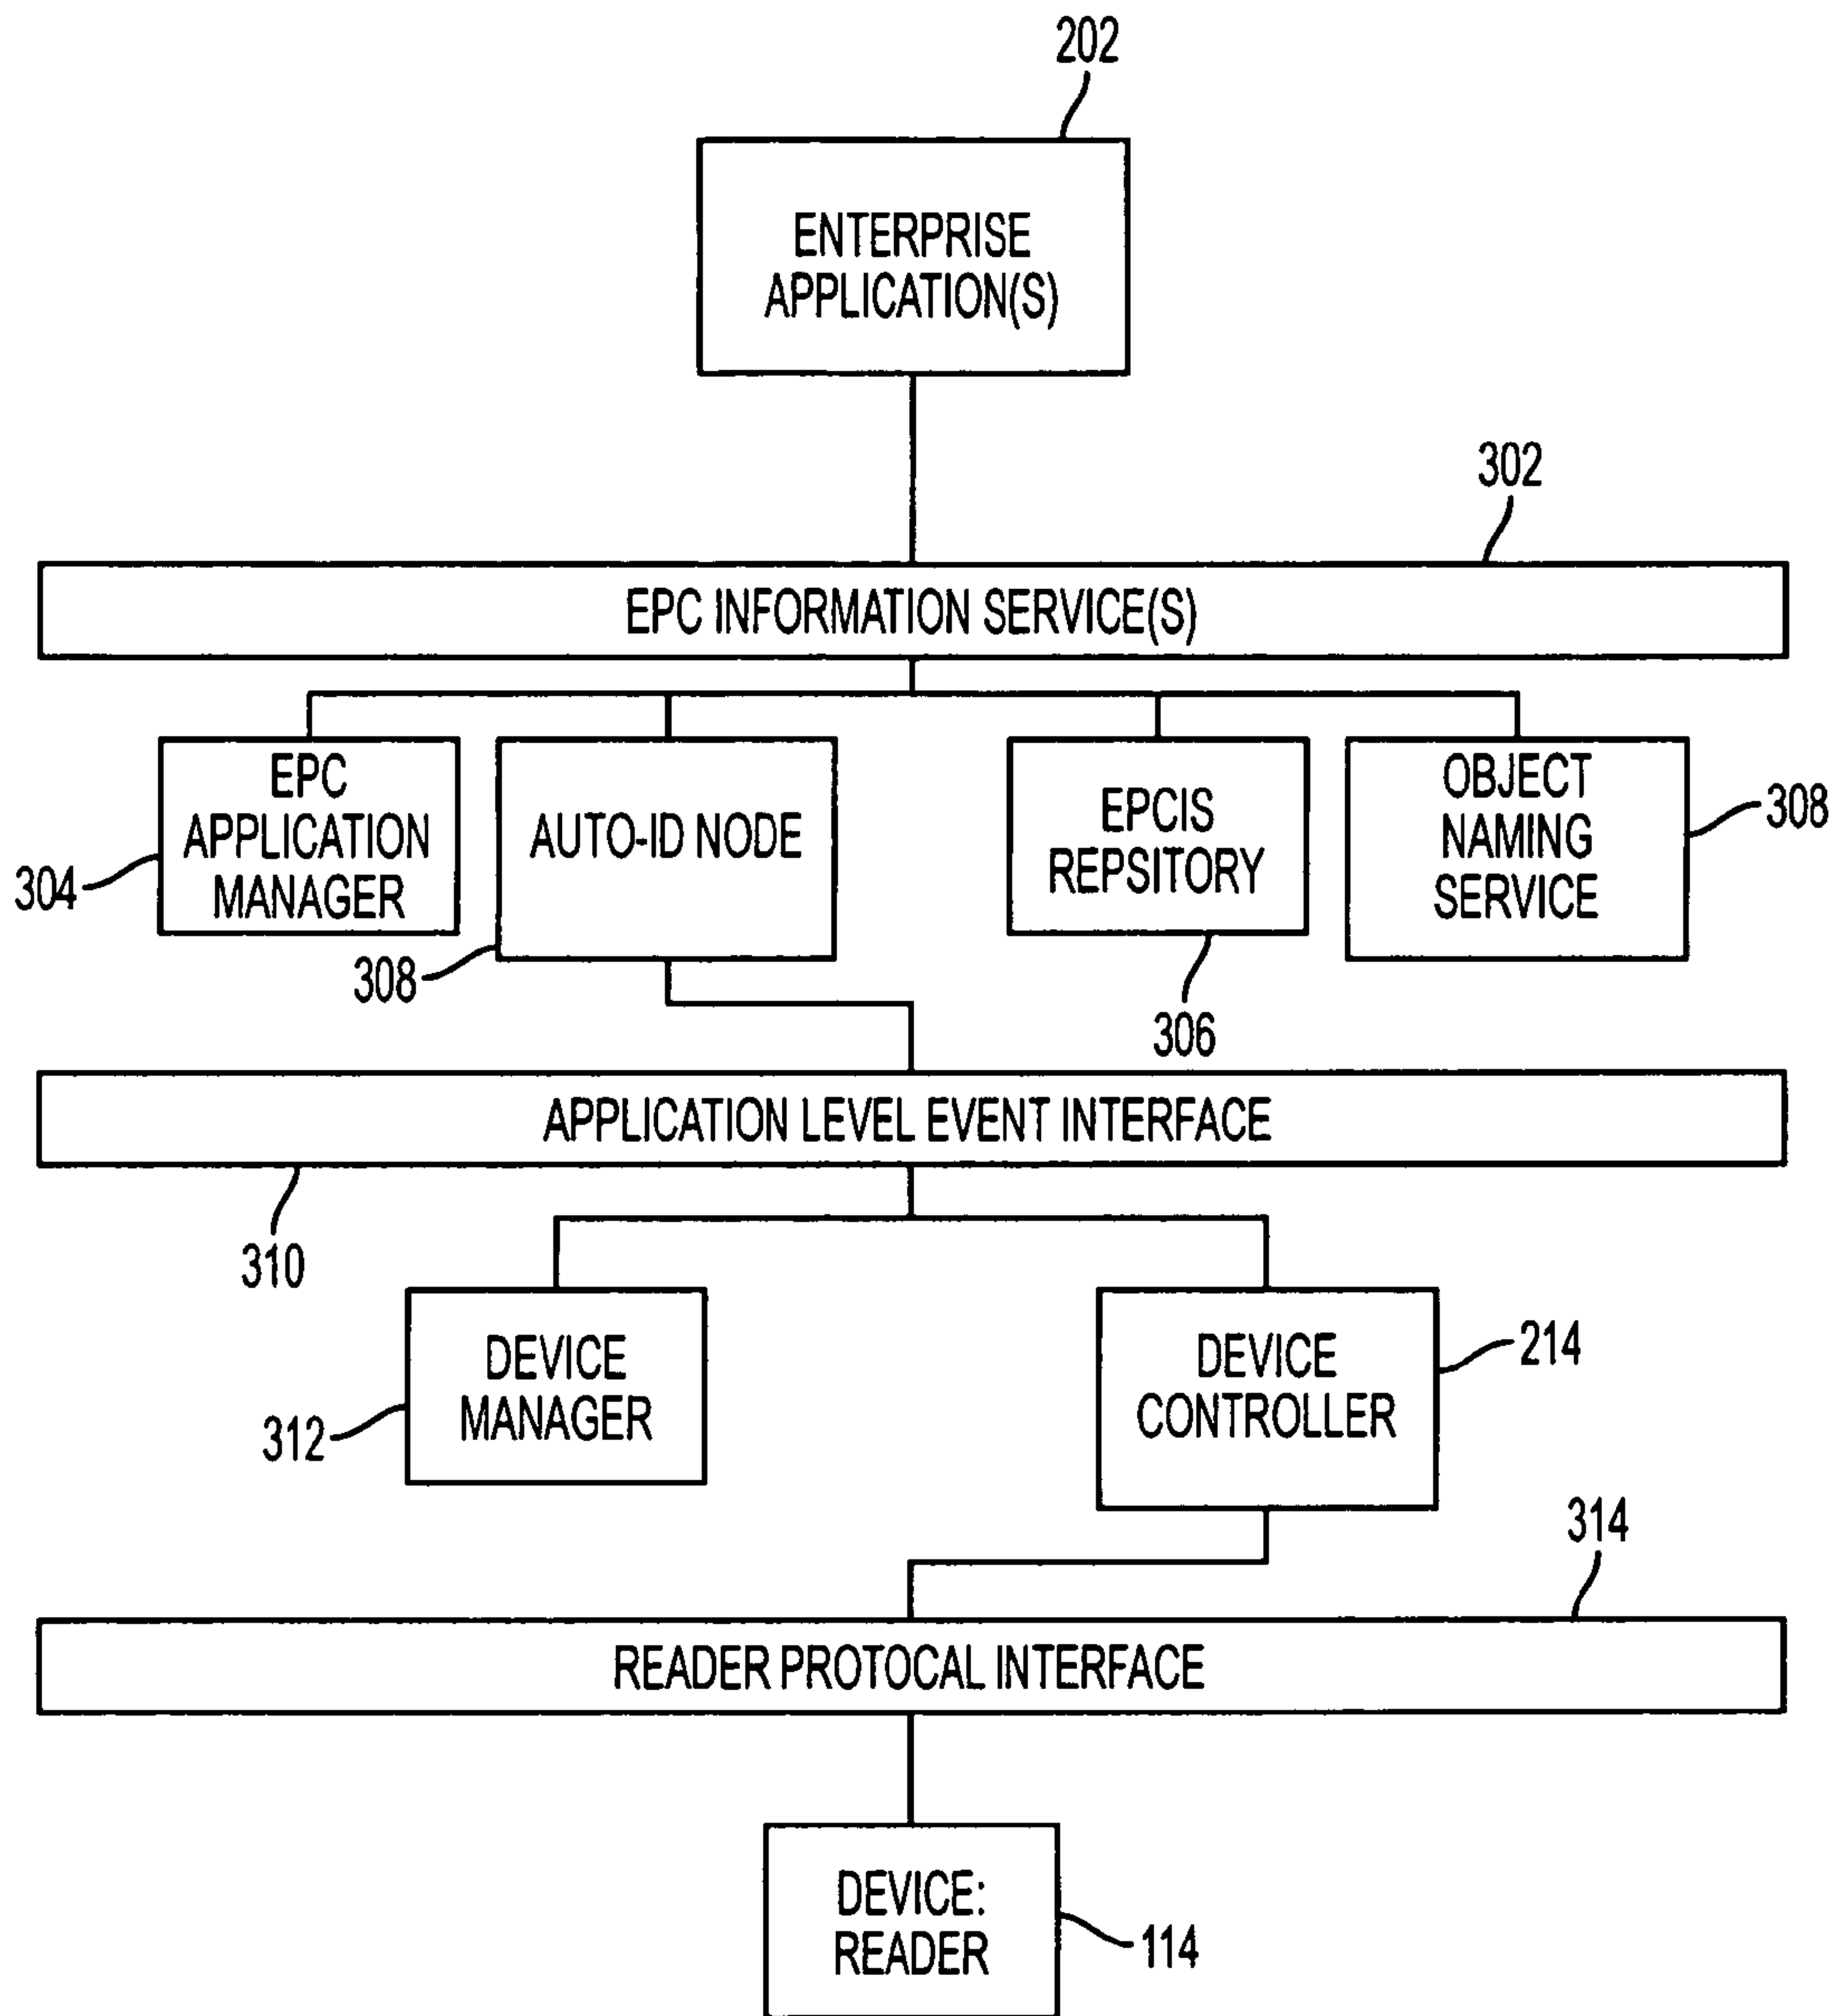 202
ENTERPRISE
APPLICATION(S)
302
EPC INFORMATION SERVICE(S)
EPC
APPLICATION
MANAGER
304
AUTO-ID NODE
308
EPCIS
REPSITORY
306
OBJECT
NAMING
SERVICE
308
APPLICATION LEVEL EVENT INTERFACE
310
DEVICE
MANAGER
312
DEVICE
CONTROLLER
214
314
READER PROTOCAL INTERFACE
DEVICE:
READER
114